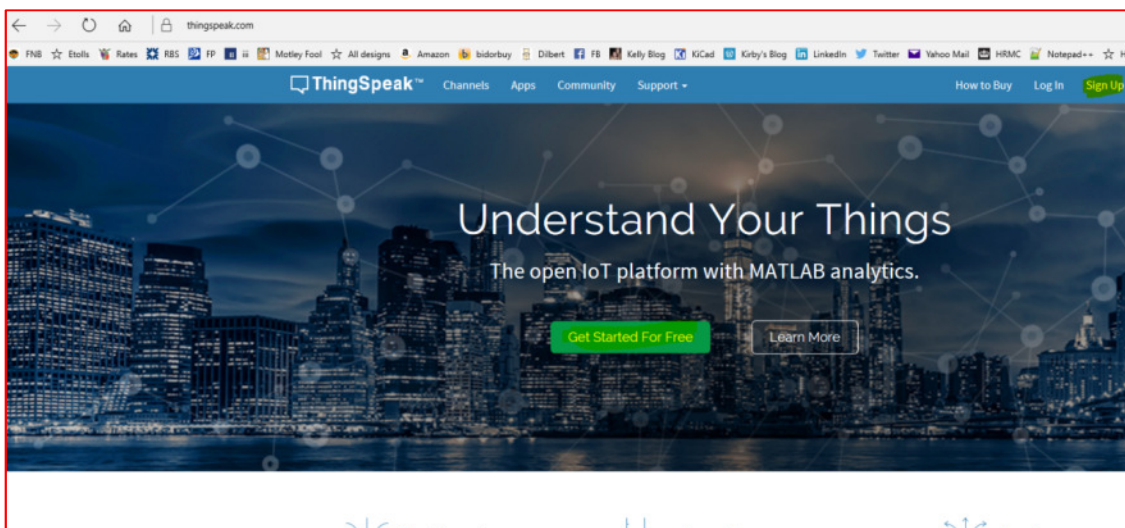 thingspeak.com
FNB Etolls Rates RBS FP iii Motley Fool All designs Amazon bidorbuy Dilbert FB Kelly Blog KiCad Kirby's Blog LinkedIn Twitter Yahoo Mail HRMC Notepad++ H
ThingSpeak™ Channels Apps Community Support How to Buy Log In Sign Up
Understand Your Things
The open IoT platform with MATLAB analytics.
Get Started For Free Learn More